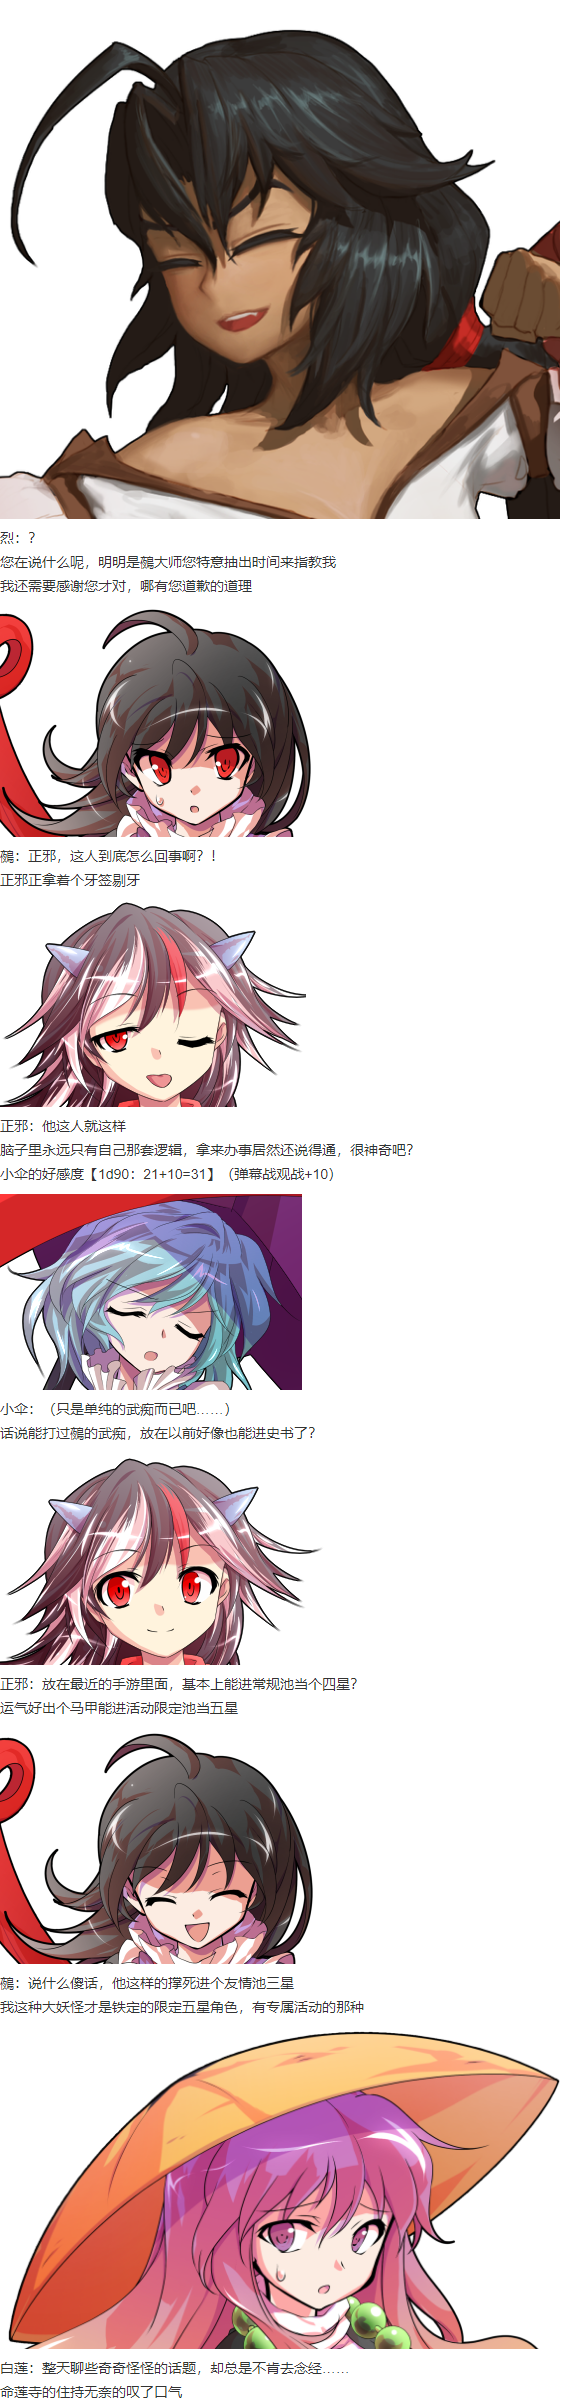 烈：？
您在说什么呢，明明是鵺大师您特意抽出时间来指教我
我还需要感谢您才对，哪有您道歉的道理
鵺：正邪，这人到底怎么回事啊？！
正邪正拿着个牙签剔牙
正邪：他这人就这样
脑子里永远只有自己那套逻辑，拿来办事居然还说得通，很神奇吧？
小伞的好感度【1d90：21+10=31】（弹幕战观战+10）
小伞：（只是单纯的武痴而已吧……）
话说能打过鵺的武痴，放在以前好像也能进史书了？
正邪：放在最近的手游里面，基本上能进常规池当个四星？
运气好出个马甲能进活动限定池当五星
鵺：说什么傻话，他这样的撑死进个友情池三星
我这种大妖怪才是铁定的限定五星角色，有专属活动的那种
白莲：整天聊些奇奇怪怪的话题，却总是不肯去念经……
命莲寺的住持无奈的叹了口气